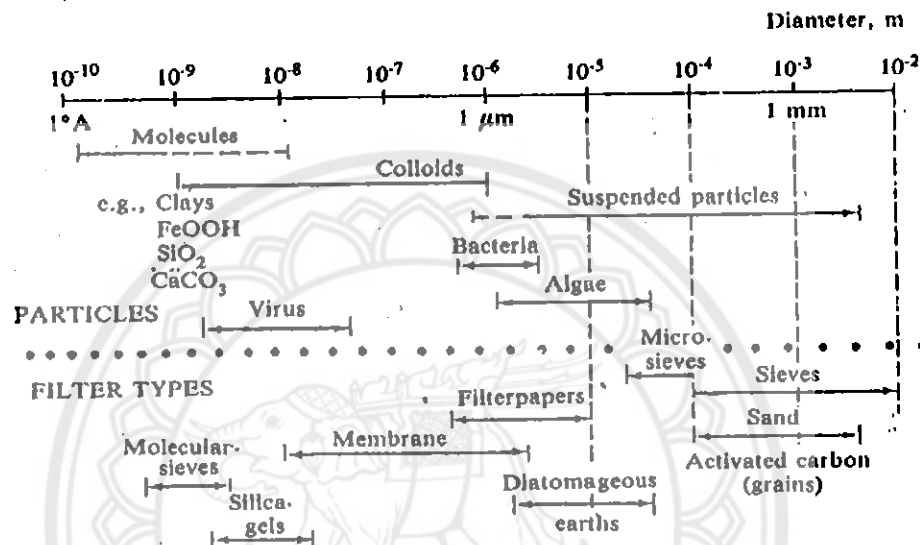 Diameter, m
10-10 10-9 10-8 10-7 10-6 10-5 10-4 10-3 10-2
1°A 1 μm 1 mm
Molecules
Colloids
e.g., Clays
Suspended particles
FeOOH
SiO2
Bacteria
CaCO3
Algae
PARTICLES
Virus
Micro-
sieves
FILTER TYPES
Sieves
Filterpapers
Sand
Molecular-
sieves
Membrane
Activated carbon
(grains)
Silica-
gels
Diatomageous
earths